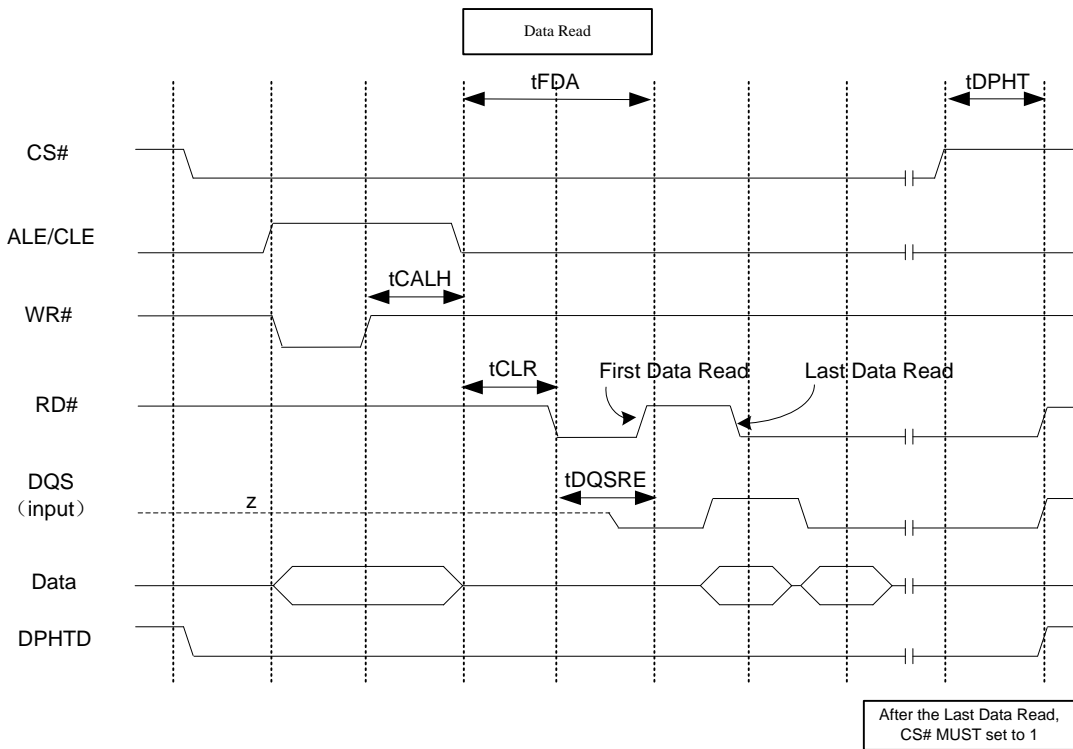 Data Read
tFDA
tDPHT
CS#
ALE/CLE
tCALH
WR#
tCLR
First Data Read
Last Data Read
RD#
DQS
（input）
z
tDQSRE
Data
DPHTD
After the Last Data Read,
CS# MUST set to 1